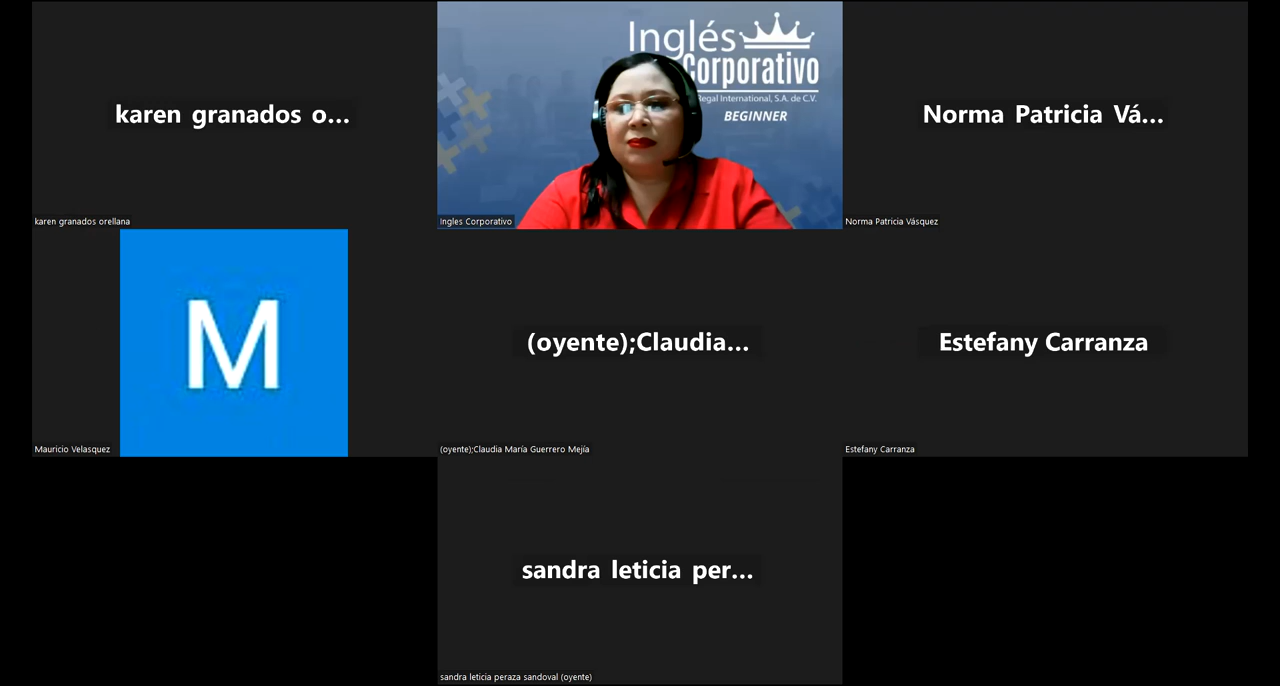 karen granados o...
karen granados orellana
Inglés
Corporativo
Regal International, S.A. de C.V.
BEGINNER
Ingles Corporativo
Norma Patricia Vá...
Norma Patricia Vásquez
M
Mauricio Velasquez
(oyente);Claudia...
(oyente);Claudia María Guerrero Mejía
Estefany Carranza
Estefany Carranza
sandra leticia per...
sandra leticia peraza sandoval (oyente)